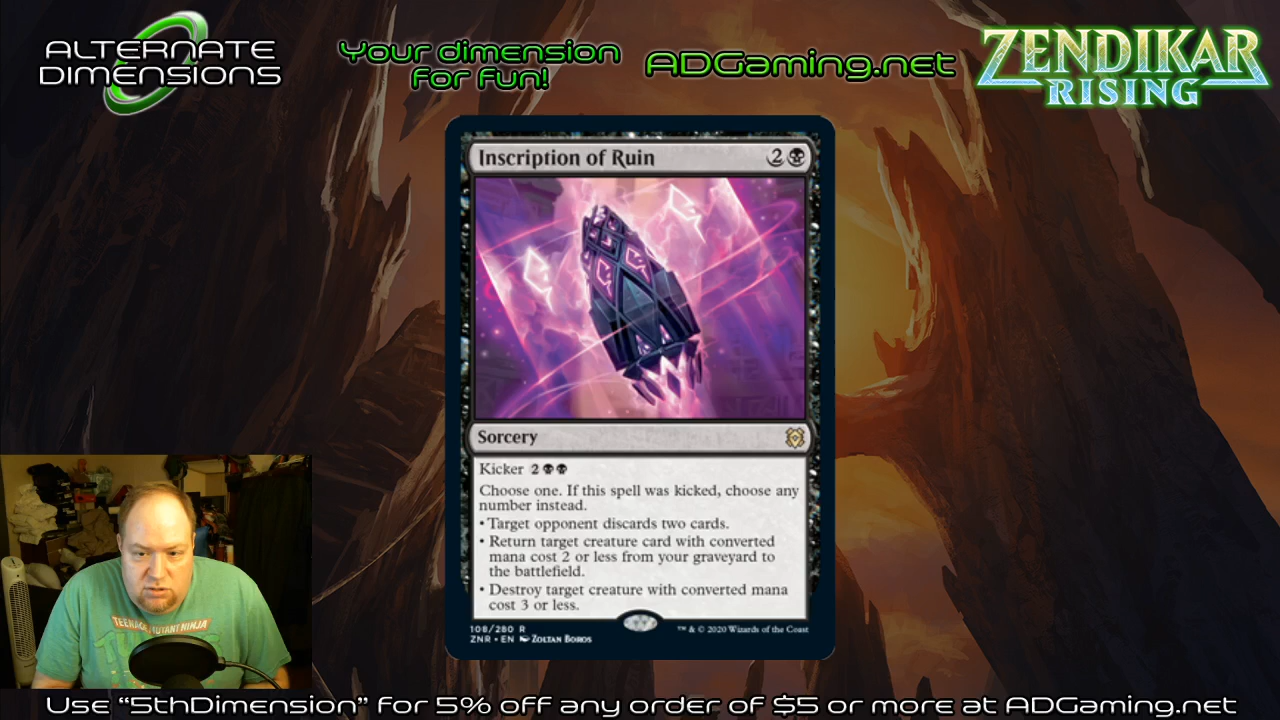 ALTERNATE
DIMENSIONS
Your dimension
for fun!
ADGaming.net
ZENDIKAR
RISING
Inscription of Ruin 2
Sorcery
Kicker 2
Choose one. If this spell was kicked, choose any
number instead.
• Target opponent discards two cards.
• Return target creature card with converted
mana cost 2 or less from your graveyard to
the battlefield.
• Destroy target creature with converted mana
cost 3 or less.
108/280 R
ZNR • EN ZOLTAN BOROS
™ & © 2020 Wizards of the Coast
TEENAGE MUTANT NINJA
Use "5thDimension" for 5% off any order of $5 or more at ADGaming.net